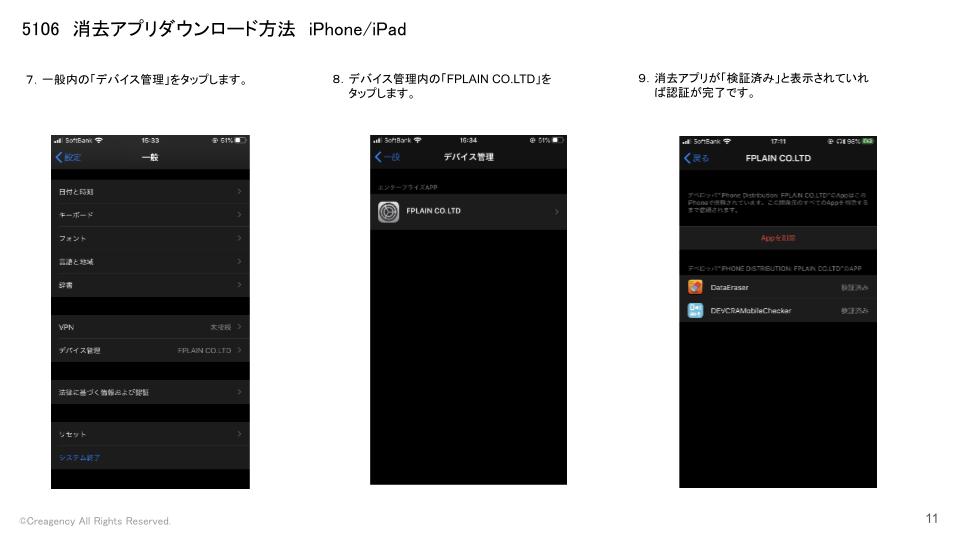 5106　消去アプリダウンロード方法　iPhone/iPad
７．一般内の「デバイス管理」をタップします。
８．デバイス管理内の「FPLAIN CO.LTD」を
タップします。
９．消去アプリが「検証済み」と表示されていれ
ば認証が完了です。
SoftBank 15:33 51%
設定 一般
日付と時刻
キーボード
フォント
言語と地域
辞書
VPN 未接続
デバイス管理 FPLAIN CO.LTD
法律に基づく情報および認証
リセット
システム終了
SoftBank 15:34 51%
一般 デバイス管理
エンタープライズAPP
FPLAIN CO.LTD
SoftBank 17:11 98%
戻る FPLAIN CO.LTD
デベロッパ"iPhone Distribution: FPLAIN CO.LTD"のAppはこの
iPhoneで信頼されています。この開発元のすべてのAppを削除する
まで信頼されます。
Appを削除
デベロッパ"IPHONE DISTRIBUTION: FPLAIN CO.LTD"のAPP
DataEraser 検証済み
DEVCRAMobileChecker 検証済み
©Creagency All Rights Reserved.
11